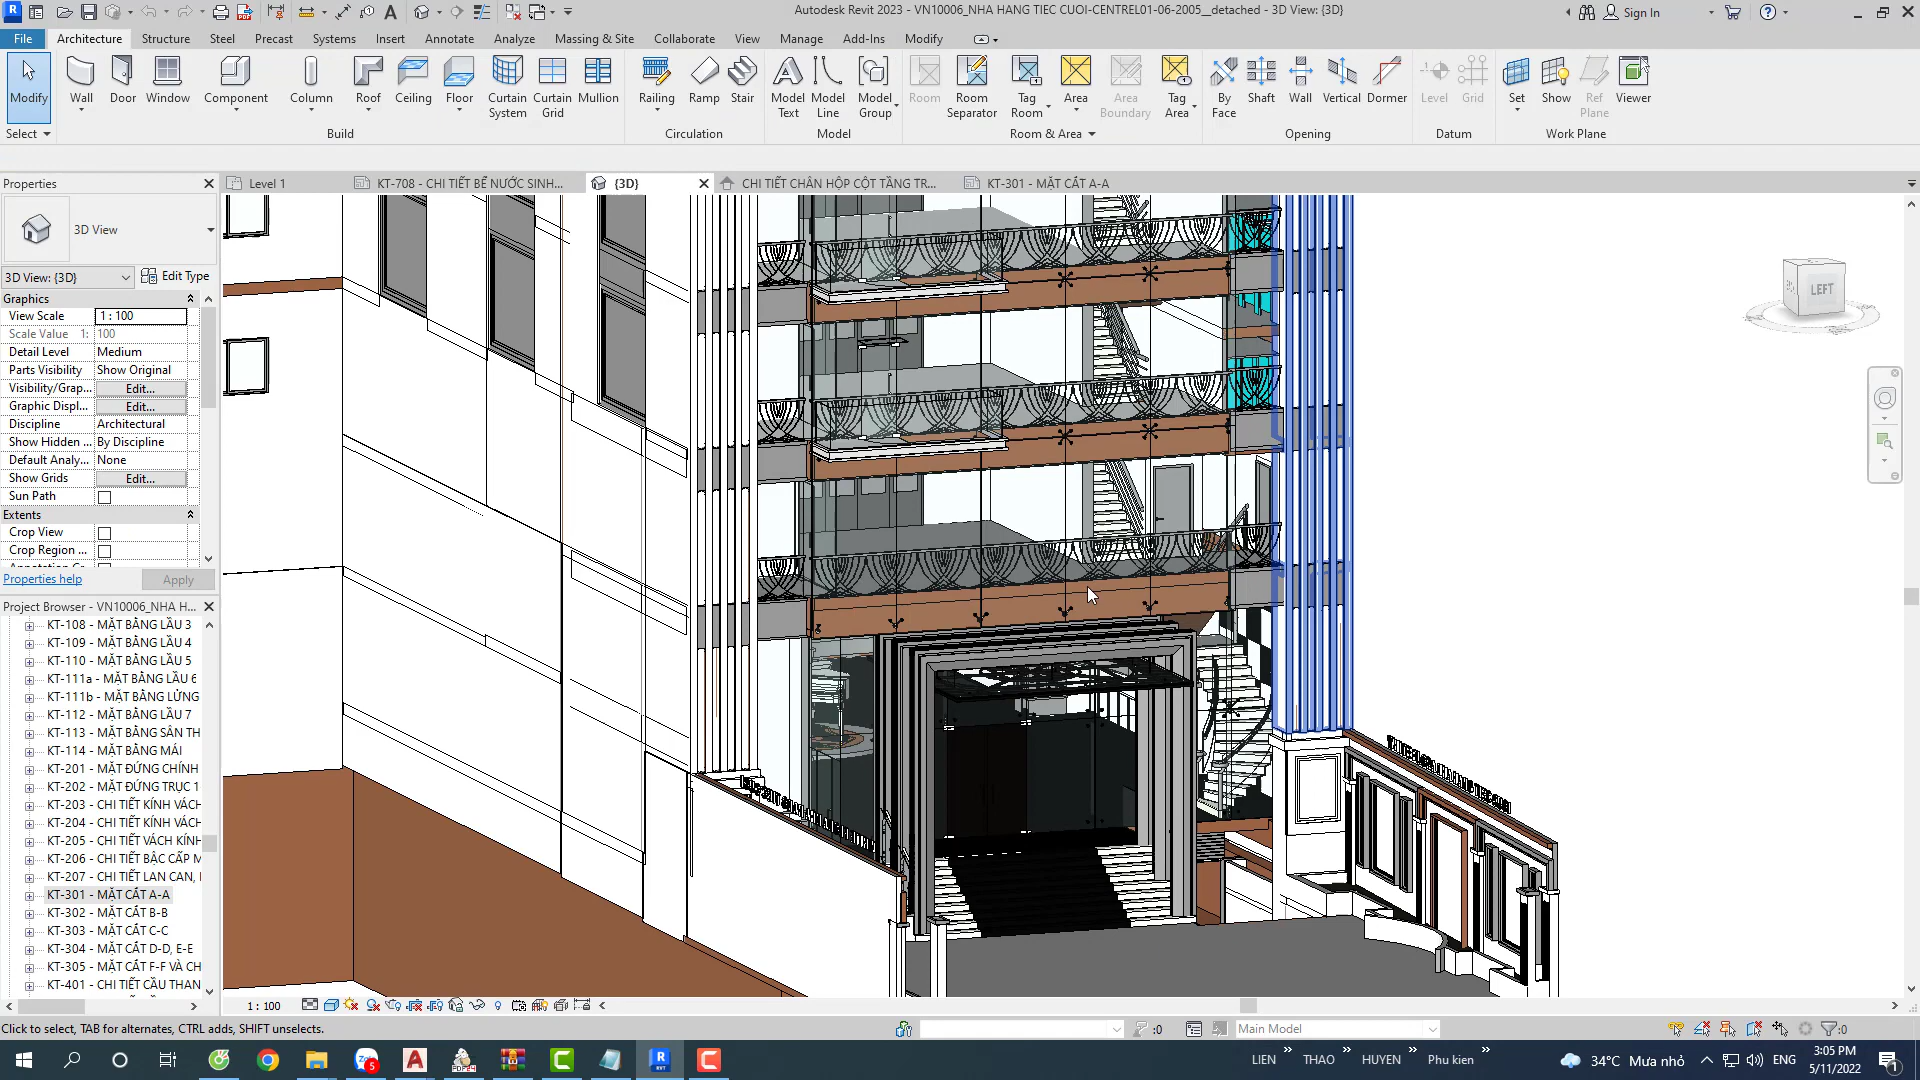 Autodesk Revit 2023 - VN10006_NHA HANG TIEC CUOI-CENTREL01-06-2005__detached - 3D View: {3D}
Sign In
File Architecture Structure Steel Precast Systems Insert Annotate Analyze Massing & Site Collaborate View Manage Add-Ins Modify
Modify Wall Door Window Component Column Roof Ceiling Floor Curtain System Curtain Grid Mullion Railing Ramp Stair Model Text Model Line Model Group Room Room Separator Tag Room Area Area Boundary Tag Area By Face Shaft Wall Vertical Dormer Level Grid Set Show Ref Plane Viewer
Select Build Circulation Model Room & Area Opening Datum Work Plane
Properties
Level 1
KT-708 - CHI TIẾT BỂ NƯỚC SINH...
{3D}
CHI TIẾT CHÂN HỘP CỘT TẦNG TR...
KT-301 - MẶT CẮT A-A
3D View
3D View: {3D}
Edit Type
Graphics
View Scale 1 : 100
Scale Value 1: 100
Detail Level Medium
Parts Visibility Show Original
Visibility/Grap... Edit...
Graphic Displ... Edit...
Discipline Architectural
Show Hidden ... By Discipline
Default Analy... None
Show Grids Edit...
Sun Path
Extents
Crop View
Crop Region ...
Properties help
Apply
LEFT
Project Browser - VN10006_NHA H...
KT-108 - MẶT BẰNG LẦU 3
KT-109 - MẶT BẰNG LẦU 4
KT-110 - MẶT BẰNG LẦU 5
KT-111a - MẶT BẰNG LẦU 6
KT-111b - MẶT BẰNG LỬNG
KT-112 - MẶT BẰNG LẦU 7
KT-113 - MẶT BẰNG SÂN TH
KT-114 - MẶT BẰNG MÁI
KT-201 - MẶT ĐỨNG CHÍNH
KT-202 - MẶT ĐỨNG TRỤC 1
KT-203 - CHI TIẾT KÍNH VÁCH
KT-204 - CHI TIẾT KÍNH VÁCH
KT-205 - CHI TIẾT VÁCH KÍNH
KT-206 - CHI TIẾT BẬC CẤP M
KT-207 - CHI TIẾT LAN CAN,
KT-301 - MẶT CẮT A-A
KT-302 - MẶT CẮT B-B
KT-303 - MẶT CẮT C-C
KT-304 - MẶT CẮT D-D, E-E
KT-305 - MẶT CẮT F-F VÀ CH
KT-401 - CHI TIẾT CẦU THAN
1 : 100
Click to select, TAB for alternates, CTRL adds, SHIFT unselects.
:0
Main Model
:0
LIEN THAO HUYEN Phu kien
34°C Mưa nhỏ
ENG
3:05 PM
5/11/2022